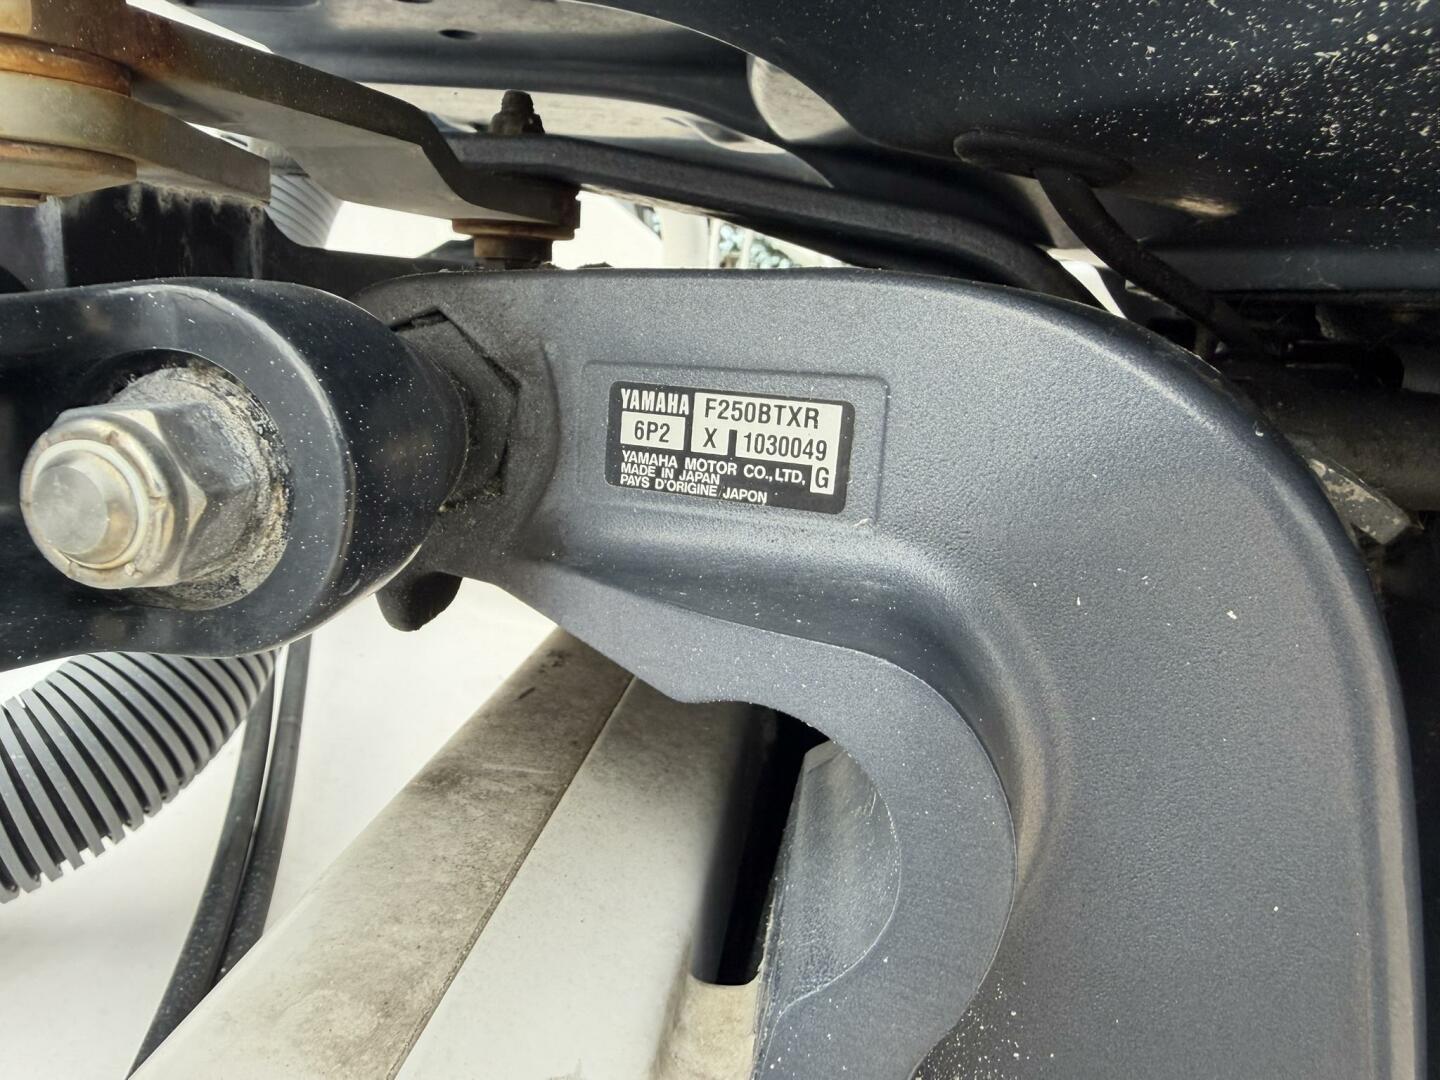 YAMAHA F250BTXR
6P2 X 1030049
YAMAHA MOTOR CO.,LTD. G
MADE IN JAPAN
PAYS D'ORIGINE/JAPON